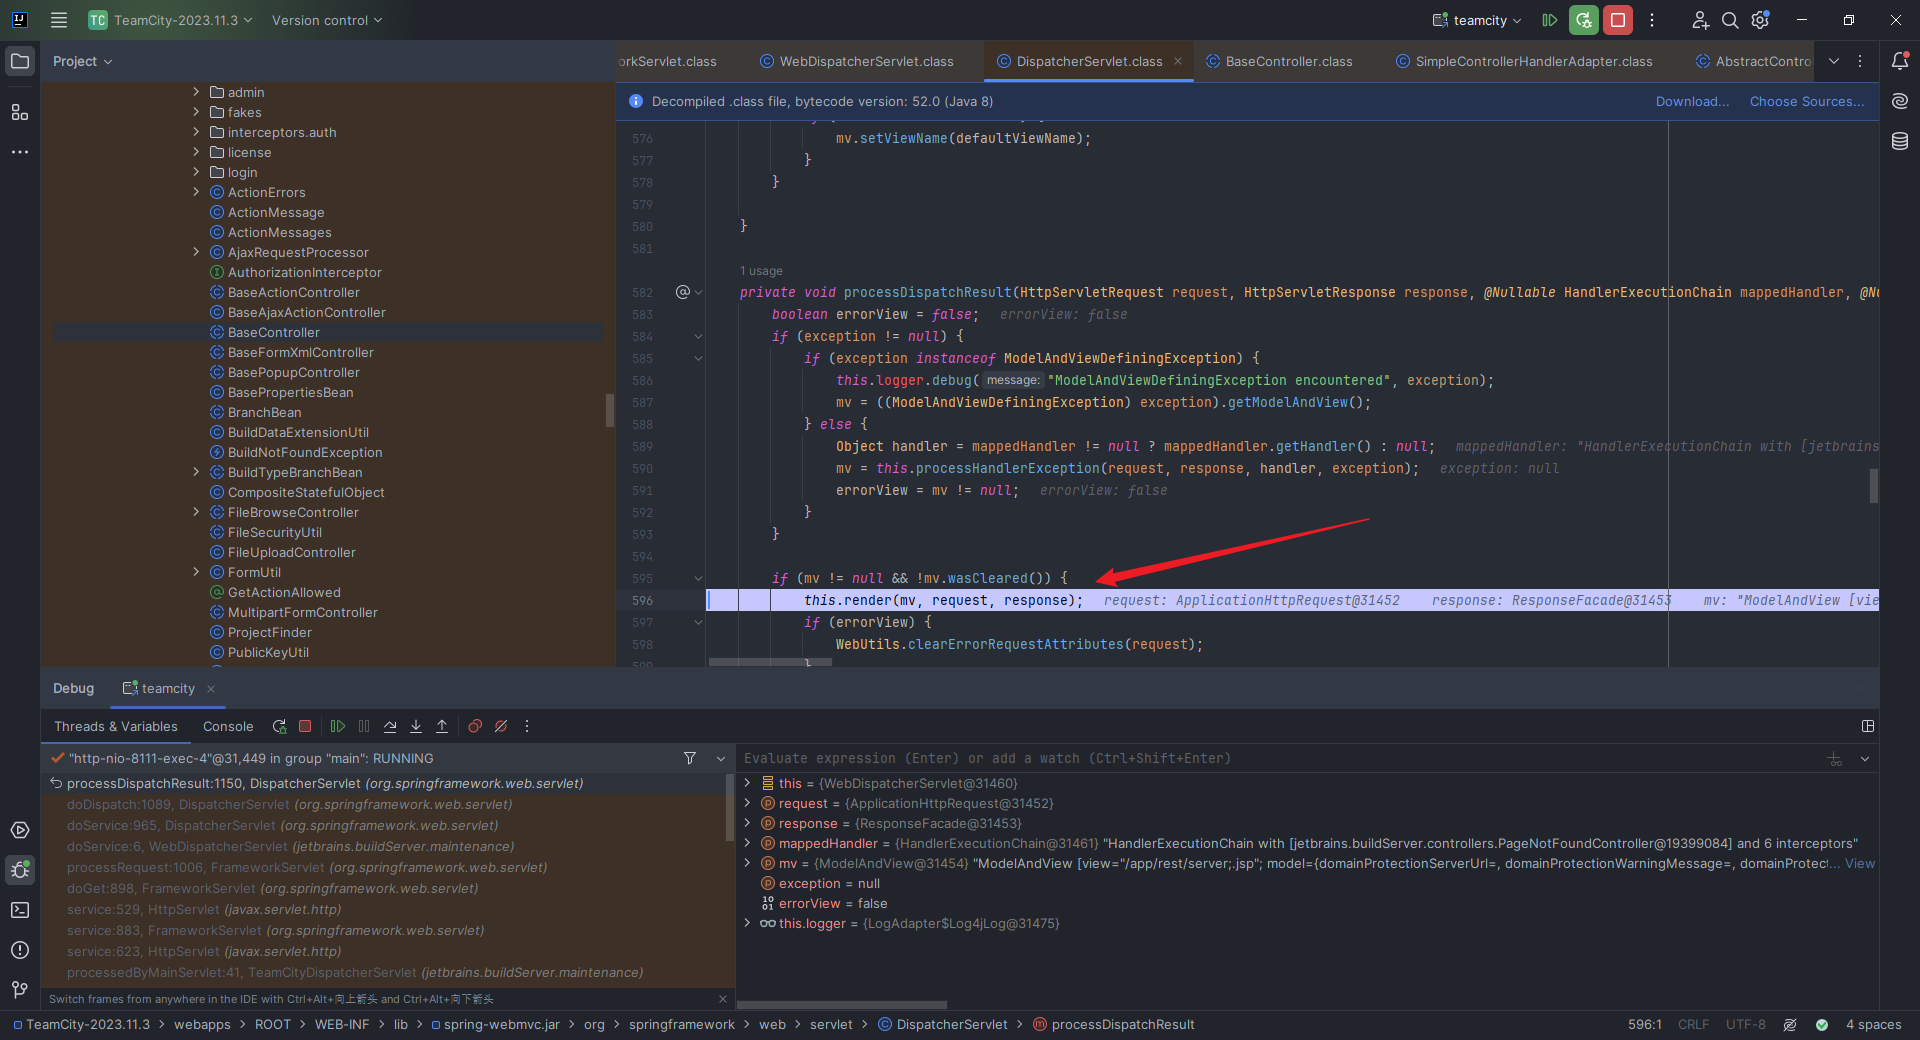 TC TeamCity-2023.11.3 Version control teamcity
Project
orkServlet.class WebDispatcherServlet.class DispatcherServlet.class BaseController.class SimpleControllerHandlerAdapter.class AbstractContro
Decompiled .class file, bytecode version: 52.0 (Java 8) Download... Choose Sources...
admin
fakes
interceptors.auth
license
login
ActionErrors
ActionMessage
ActionMessages
AjaxRequestProcessor
AuthorizationInterceptor
BaseActionController
BaseAjaxActionController
BaseController
BaseFormXmlController
BasePopupController
BasePropertiesBean
BranchBean
BuildDataExtensionUtil
BuildNotFoundException
BuildTypeBranchBean
CompositeStatefulObject
FileBrowseController
FileSecurityUtil
FileUploadController
FormUtil
GetActionAllowed
MultipartFormController
ProjectFinder
PublicKeyUtil
576 mv.setViewName(defaultViewName);
577 }
578 }
579
580 }
581
1 usage
582 @ private void processDispatchResult(HttpServletRequest request, HttpServletResponse response, @Nullable HandlerExecutionChain mappedHandler, @Nu
583 boolean errorView = false; errorView: false
584 if (exception != null) {
585 if (exception instanceof ModelAndViewDefiningException) {
586 this.logger.debug( message: "ModelAndViewDefiningException encountered", exception);
587 mv = ((ModelAndViewDefiningException) exception).getModelAndView();
588 } else {
589 Object handler = mappedHandler != null ? mappedHandler.getHandler() : null; mappedHandler: "HandlerExecutionChain with [jetbrains
590 mv = this.processHandlerException(request, response, handler, exception); exception: null
591 errorView = mv != null; errorView: false
592 }
593 }
594
595 if (mv != null && !mv.wasCleared()) {
596 this.render(mv, request, response); request: ApplicationHttpRequest@31452 response: ResponseFacade@31453 mv: "ModelAndView [vie
597 if (errorView) {
598 WebUtils.clearErrorRequestAttributes(request);
599 }
Debug teamcity
Threads & Variables Console
"http-nio-8111-exec-4"@31,449 in group "main": RUNNING
processDispatchResult:1150, DispatcherServlet (org.springframework.web.servlet)
doDispatch:1089, DispatcherServlet (org.springframework.web.servlet)
doService:965, DispatcherServlet (org.springframework.web.servlet)
doService:6, WebDispatcherServlet (jetbrains.buildServer.maintenance)
processRequest:1006, FrameworkServlet (org.springframework.web.servlet)
doGet:898, FrameworkServlet (org.springframework.web.servlet)
service:529, HttpServlet (javax.servlet.http)
service:883, FrameworkServlet (org.springframework.web.servlet)
service:623, HttpServlet (javax.servlet.http)
processedByMainServlet:41, TeamCityDispatcherServlet (jetbrains.buildServer.maintenance)
Switch frames from anywhere in the IDE with Ctrl+Alt+向上箭头 and Ctrl+Alt+向下箭头
Evaluate expression (Enter) or add a watch (Ctrl+Shift+Enter)
this = {WebDispatcherServlet@31460}
request = {ApplicationHttpRequest@31452}
response = {ResponseFacade@31453}
mappedHandler = {HandlerExecutionChain@31461} "HandlerExecutionChain with [jetbrains.buildServer.controllers.PageNotFoundController@19399084] and 6 interceptors"
mv = {ModelAndView@31454} "ModelAndView [view="/app/rest/server;.jsp"; model={domainProtectionServerUrl=, domainProtectionWarningMessage=, domainProtect... View
exception = null
errorView = false
this.logger = {LogAdapter$Log4jLog@31475}
TeamCity-2023.11.3 > webapps > ROOT > WEB-INF > lib > spring-webmvc.jar > org > springframework > web > servlet > DispatcherServlet > processDispatchResult 596:1 CRLF UTF-8 4 spaces